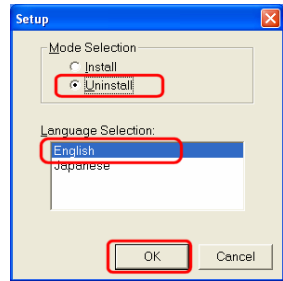 Setup
Mode Selection
Install
Uninstall
Language Selection:
English
Japanese
OK Cancel